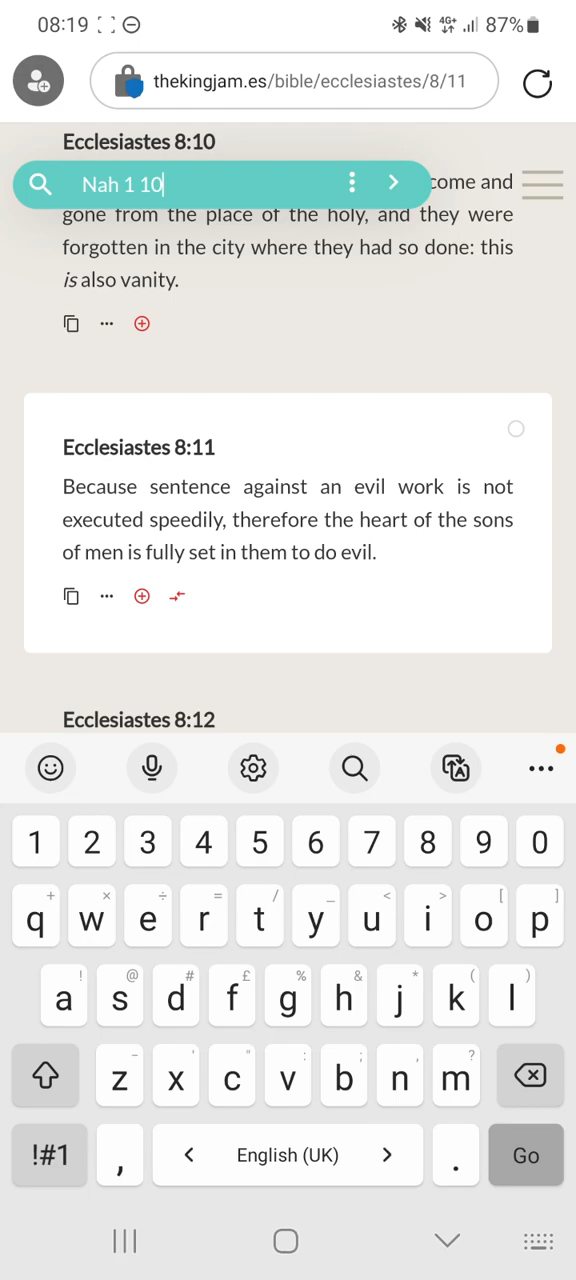 08:19 4G+ 87%
thekingjam.es/bible/ecclesiastes/8/11
Ecclesiastes 8:10
Nah 1 10
come and
gone from the place of the holy, and they were
forgotten in the city where they had so done: this
is also vanity.
Ecclesiastes 8:11
Because sentence against an evil work is not
executed speedily, therefore the heart of the sons
of men is fully set in them to do evil.
Ecclesiastes 8:12
1 2 3 4 5 6 7 8 9 0
+ × ÷ = / _ < > [ ]
q w e r t y u i o p
! @ # £ % & * ( )
a s d f g h j k l
- ' " : ; , ?
z x c v b n m
!#1 , < English (UK) > . Go